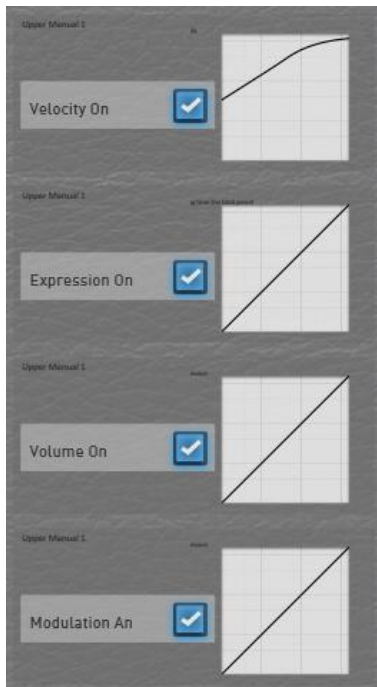 Upper Manual 1
Velocity On
Upper Manual 1
Expression On
Upper Manual 1
Volume On
Upper Manual 1
Modulation An